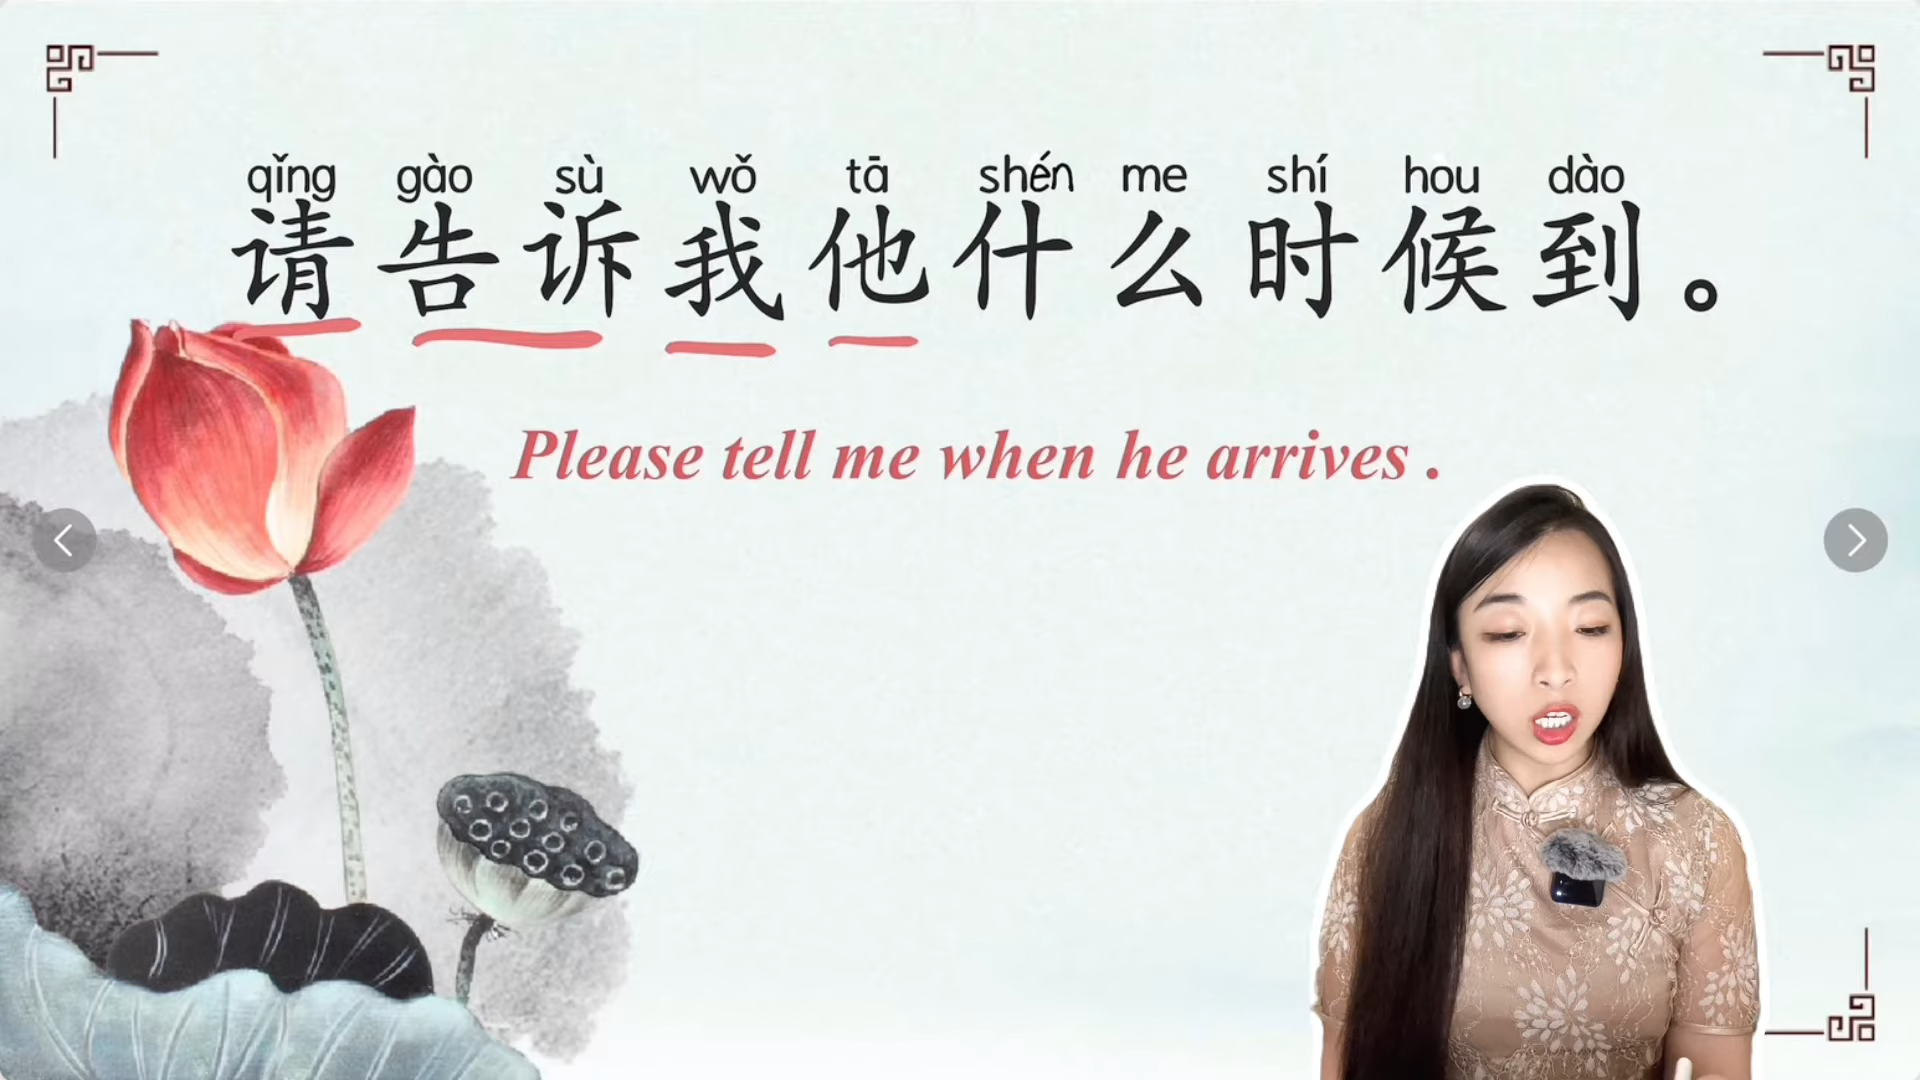 qǐng gào sù wǒ tā shén me shí hou dào
请告诉我他什么时候到。
Please tell me when he arrives .